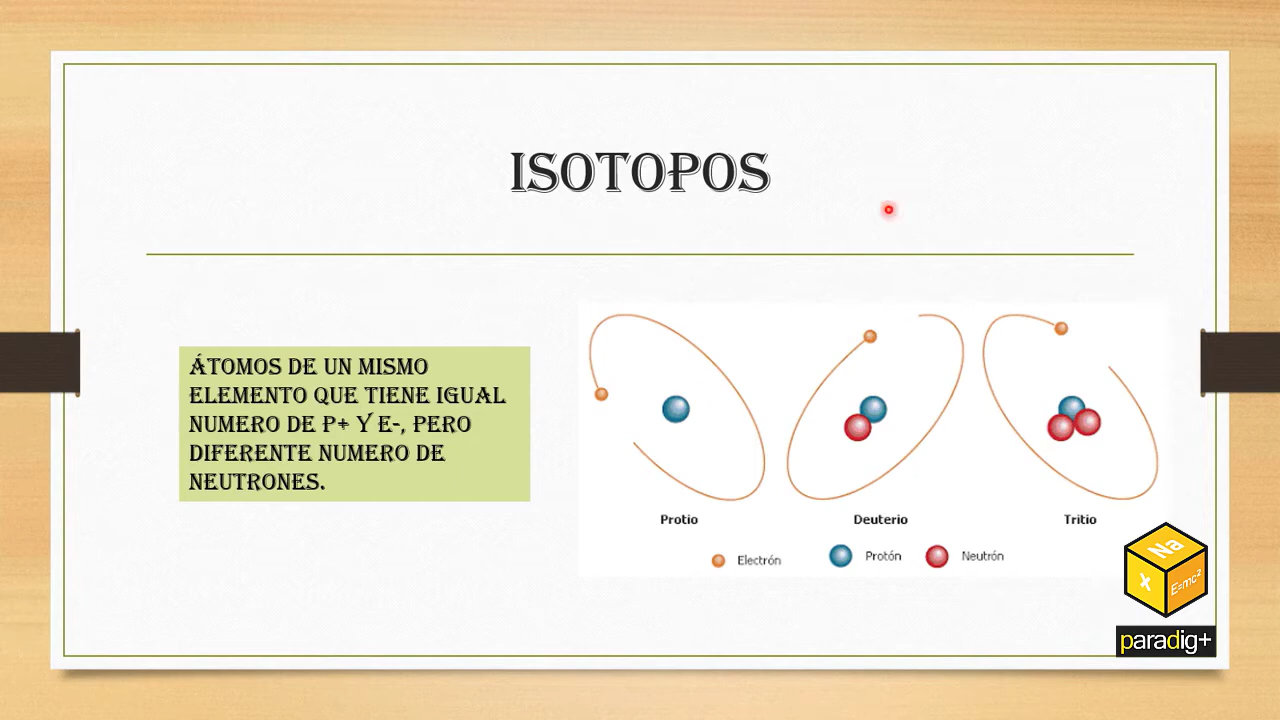 ISOTOPOS
ÁTOMOS DE UN MISMO
ELEMENTO QUE TIENE IGUAL
NUMERO DE P+ Y E-, PERO
DIFERENTE NUMERO DE
NEUTRONES.
Protio
Deuterio
Tritio
Electrón
Protón
Neutrón
Na
X
E=mc²
paradig+